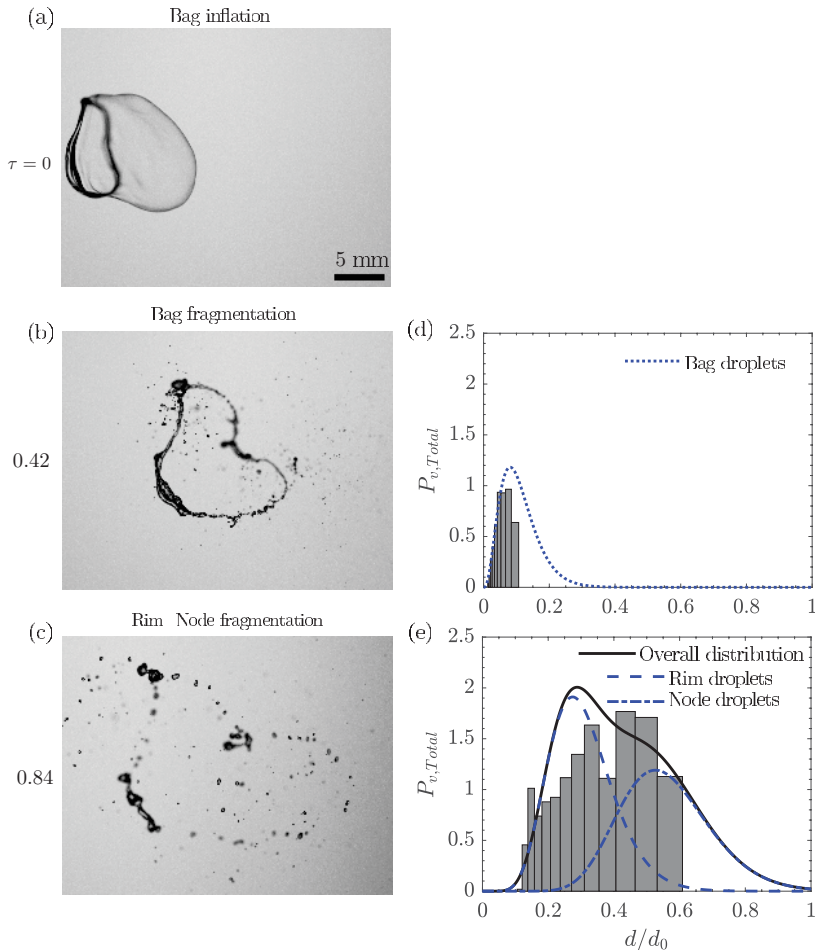 (a)
Bag inflation
τ = 0
5 mm
(b)
Bag fragmentation
0.42
(c)
Rim Node fragmentation
0.84
(d)
2.5
2
1.5
1
0.5
0
P_{v,Total}
Bag droplets
0 0.2 0.4 0.6 0.8 1
(e)
2.5
2
1.5
1
0.5
0
P_{v,Total}
Overall distribution
Rim droplets
Node droplets
0 0.2 0.4 0.6 0.8 1
d/d_0